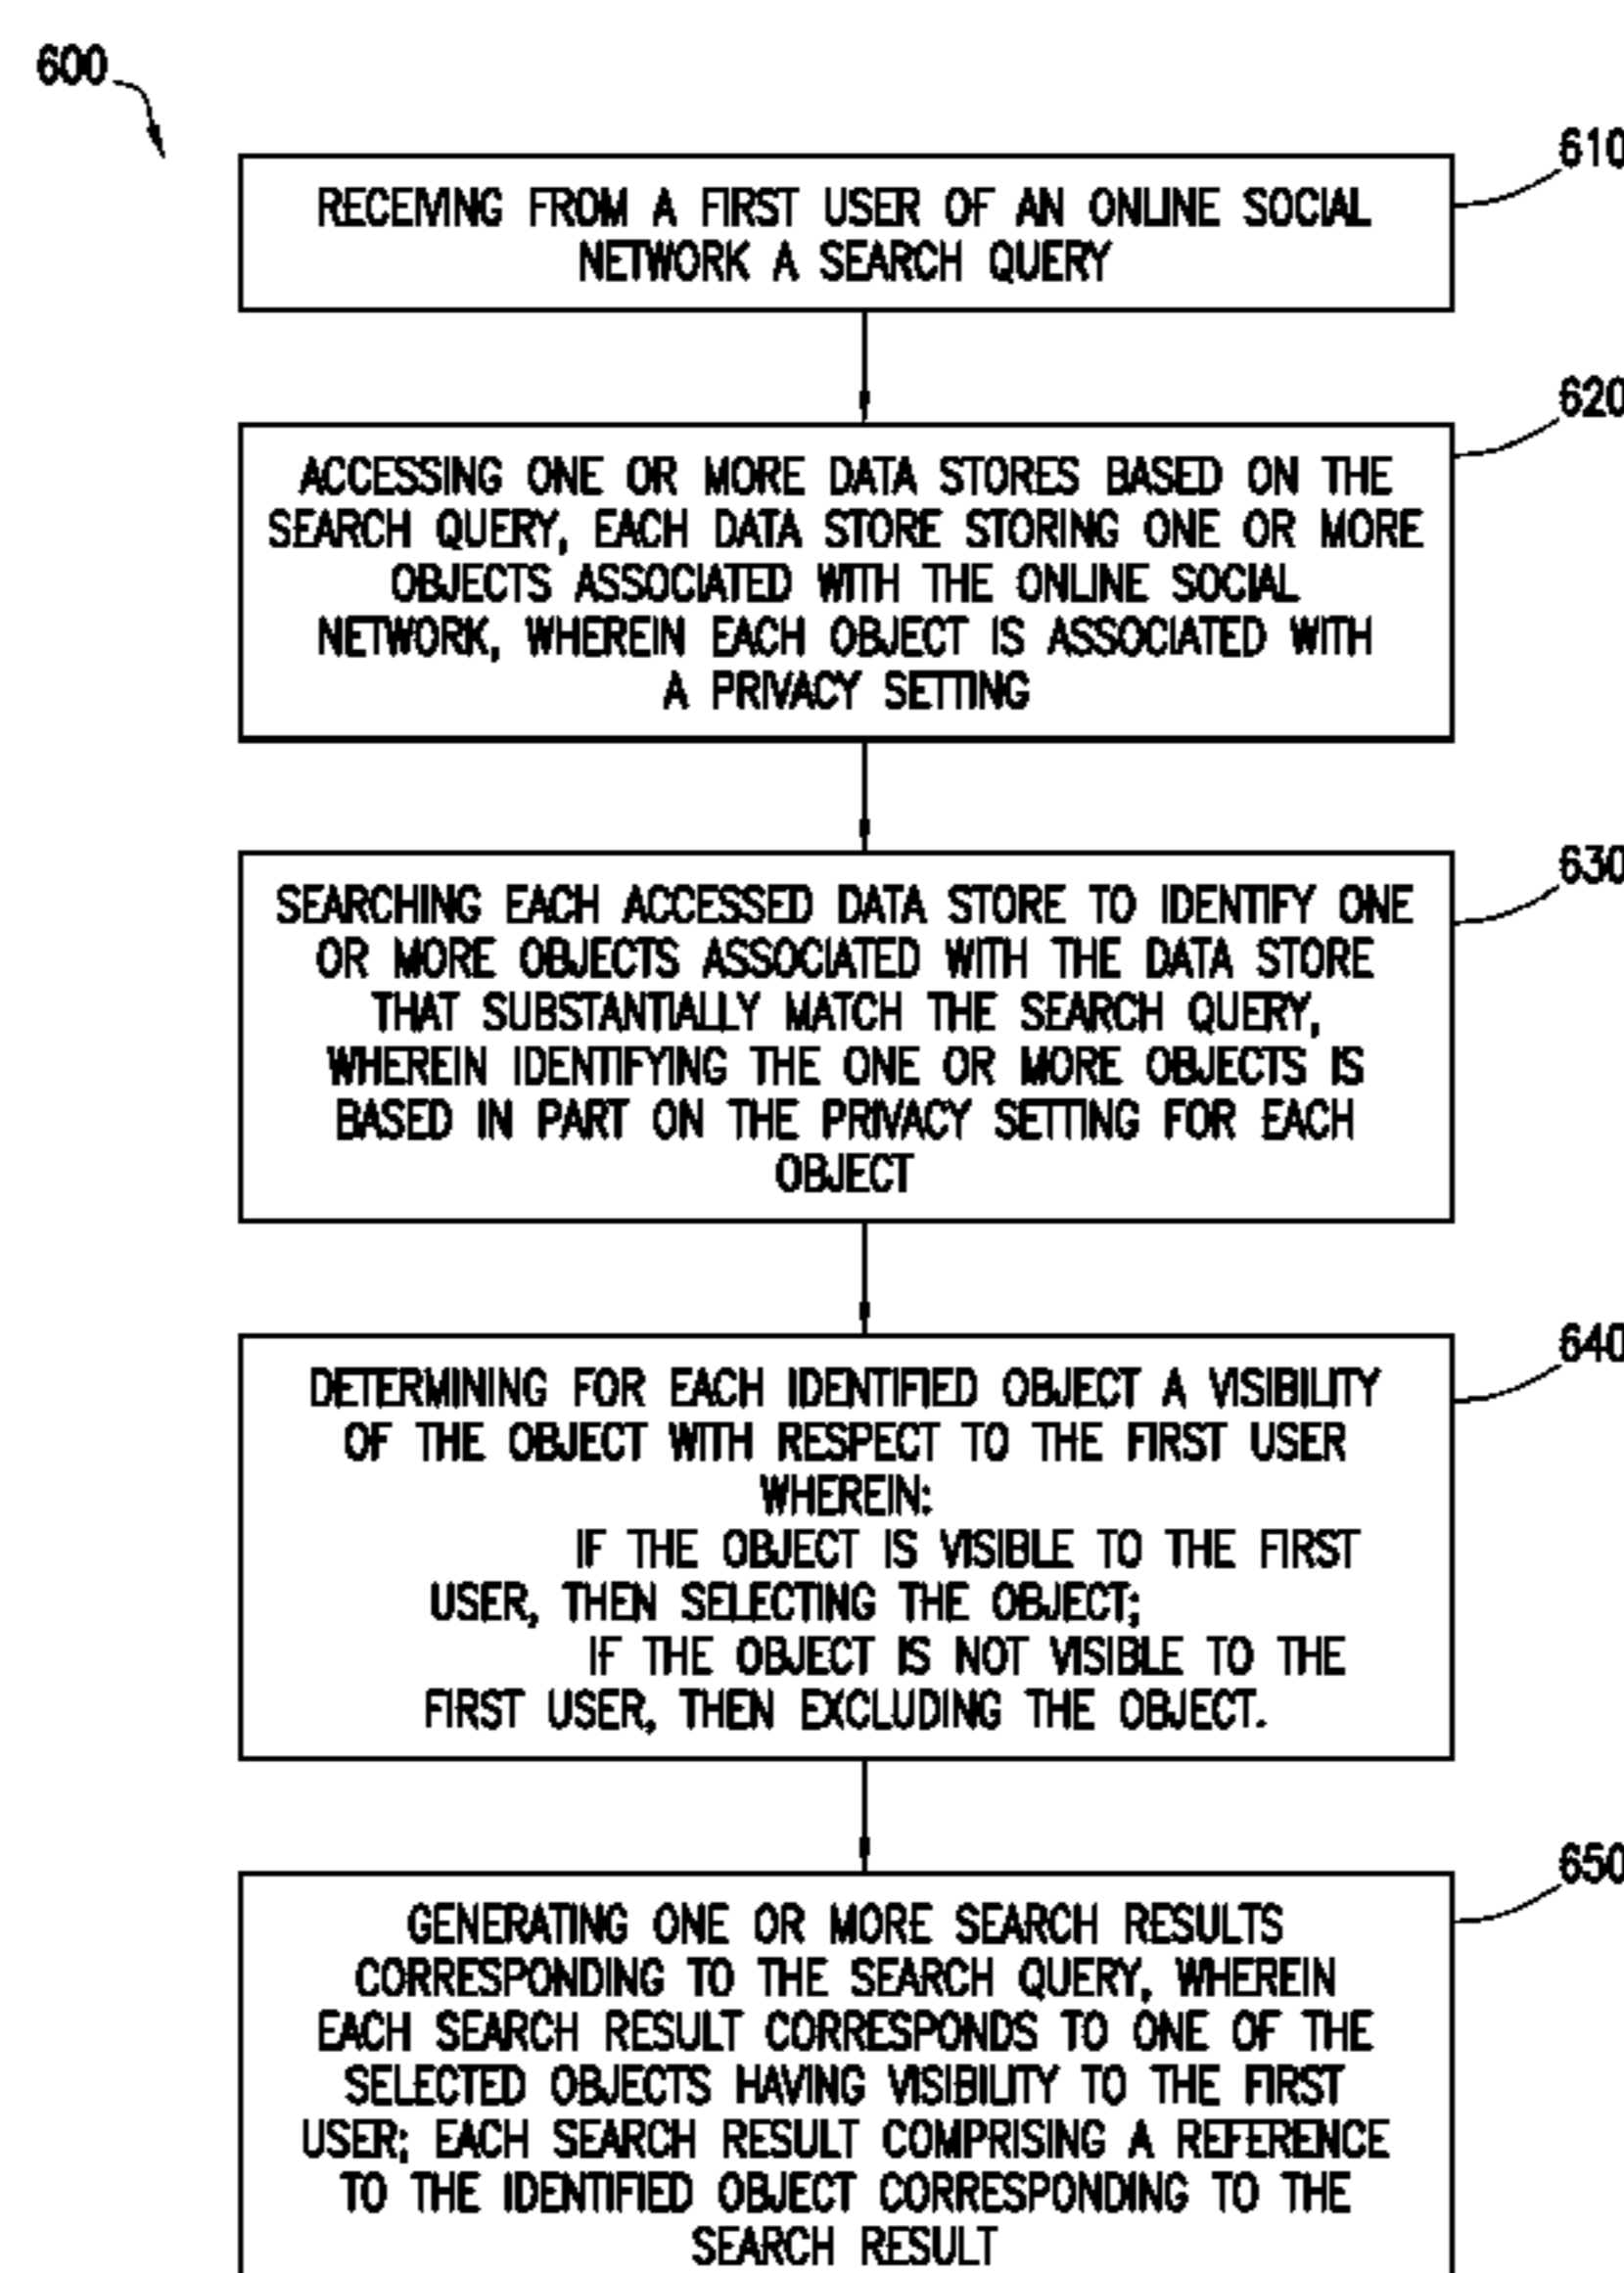 600
610
RECEIVING FROM A FIRST USER OF AN ONLINE SOCIAL
NETWORK A SEARCH QUERY
620
ACCESSING ONE OR MORE DATA STORES BASED ON THE
SEARCH QUERY, EACH DATA STORE STORING ONE OR MORE
OBJECTS ASSOCIATED WITH THE ONLINE SOCIAL
NETWORK, WHEREIN EACH OBJECT IS ASSOCIATED WITH
A PRIVACY SETTING
630
SEARCHING EACH ACCESSED DATA STORE TO IDENTIFY ONE
OR MORE OBJECTS ASSOCIATED WITH THE DATA STORE
THAT SUBSTANTIALLY MATCH THE SEARCH QUERY,
WHEREIN IDENTIFYING THE ONE OR MORE OBJECTS IS
BASED IN PART ON THE PRIVACY SETTING FOR EACH
OBJECT
640
DETERMINING FOR EACH IDENTIFIED OBJECT A VISIBILITY
OF THE OBJECT WITH RESPECT TO THE FIRST USER
WHEREIN:
IF THE OBJECT IS VISIBLE TO THE FIRST
USER, THEN SELECTING THE OBJECT;
IF THE OBJECT IS NOT VISIBLE TO THE
FIRST USER, THEN EXCLUDING THE OBJECT.
650
GENERATING ONE OR MORE SEARCH RESULTS
CORRESPONDING TO THE SEARCH QUERY, WHEREIN
EACH SEARCH RESULT CORRESPONDS TO ONE OF THE
SELECTED OBJECTS HAVING VISIBILITY TO THE FIRST
USER; EACH SEARCH RESULT COMPRISING A REFERENCE
TO THE IDENTIFIED OBJECT CORRESPONDING TO THE
SEARCH RESULT